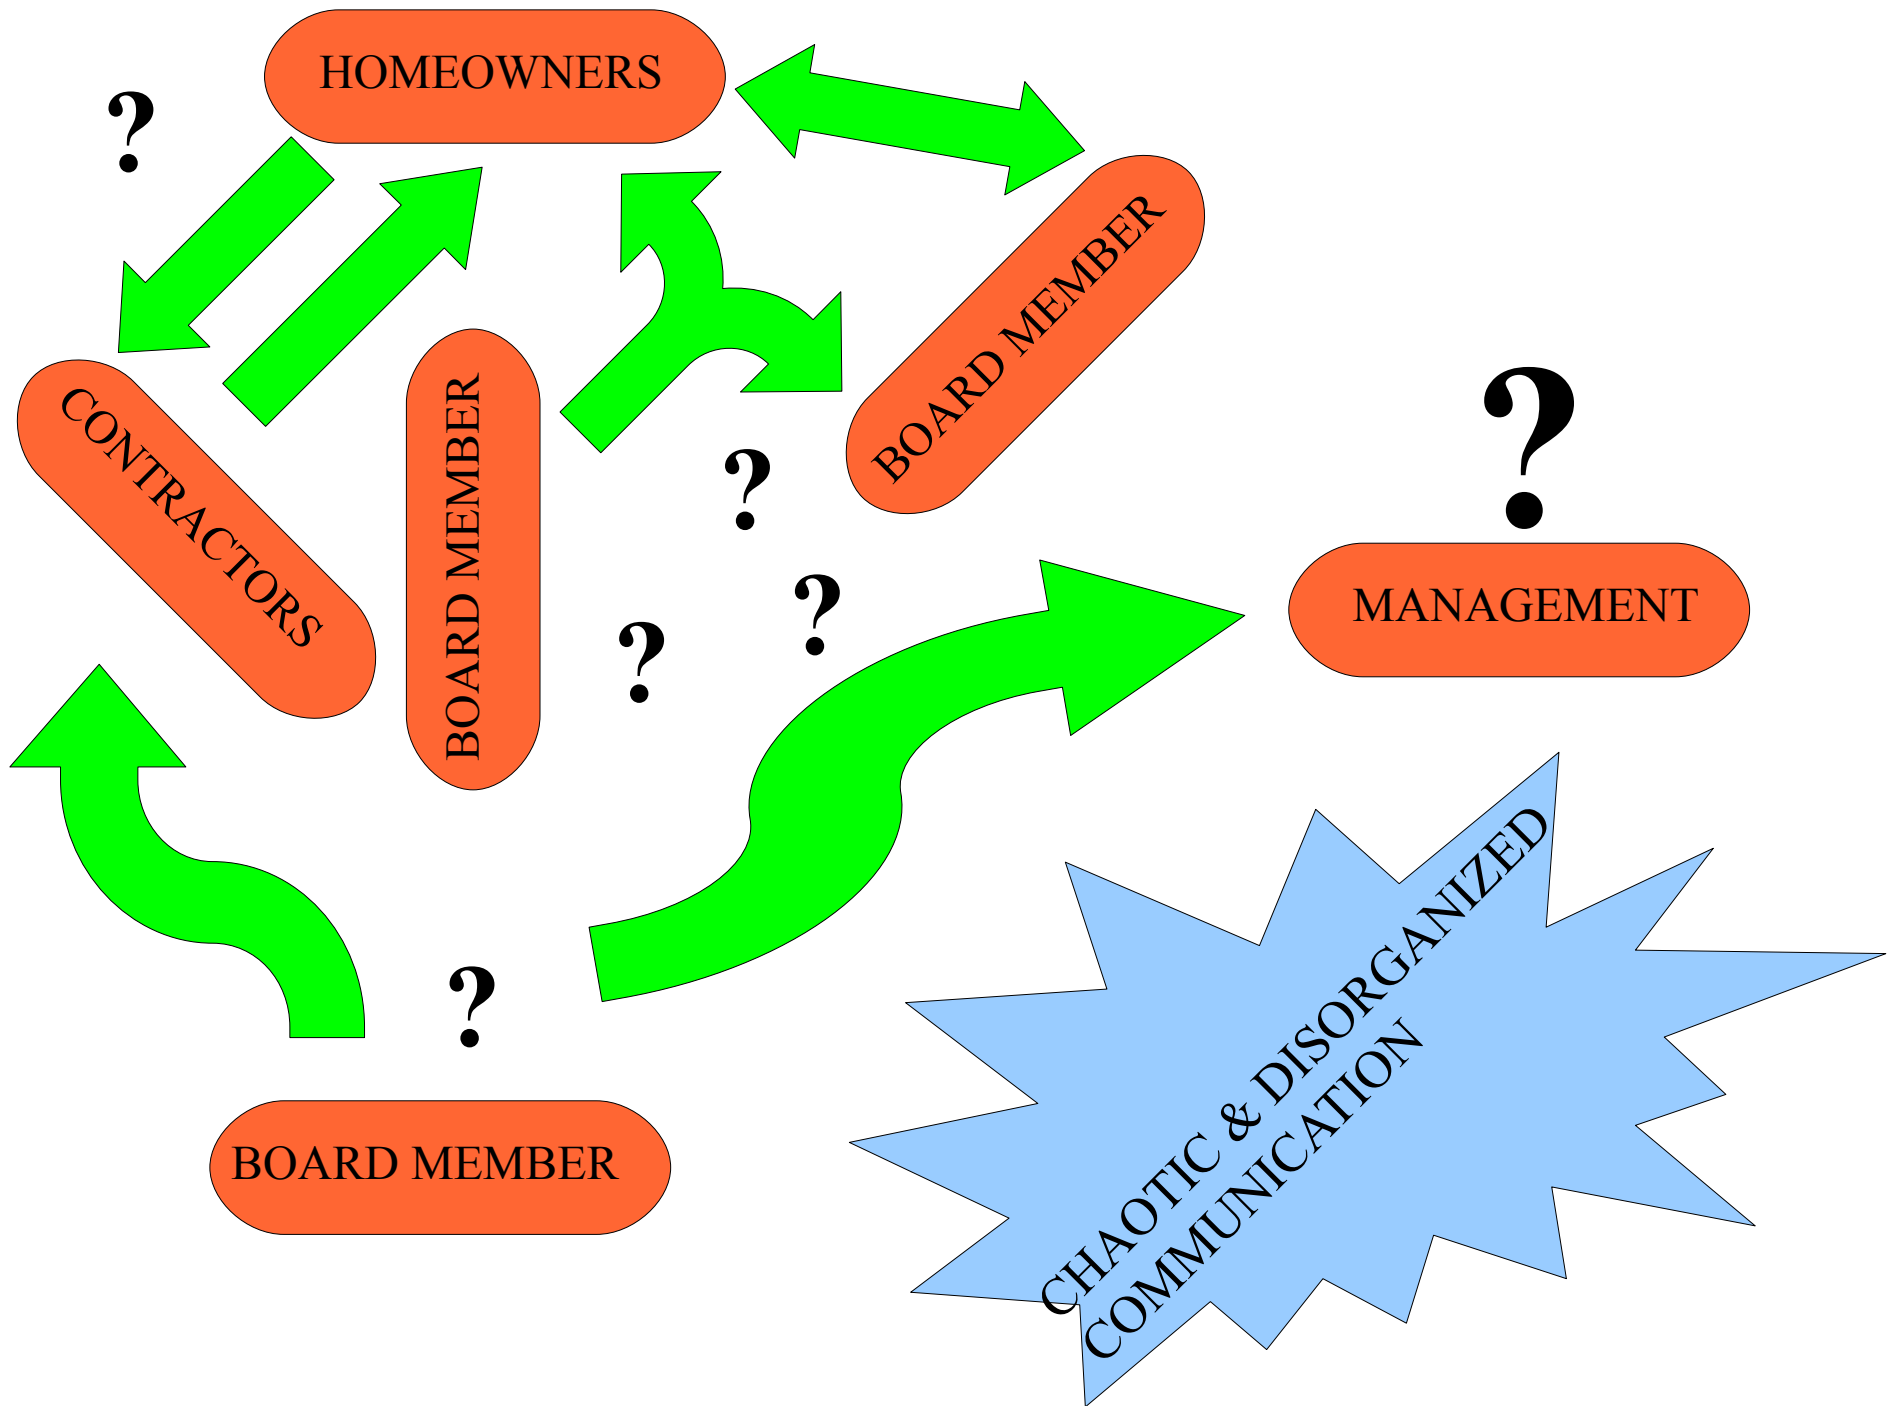 HOMEOWNERS
?
BOARD MEMBER
CONTRACTORS
BOARD MEMBER
?
?
?
?
MANAGEMENT
?
BOARD MEMBER
CHAOTIC & DISORGANIZED
COMMUNICATION